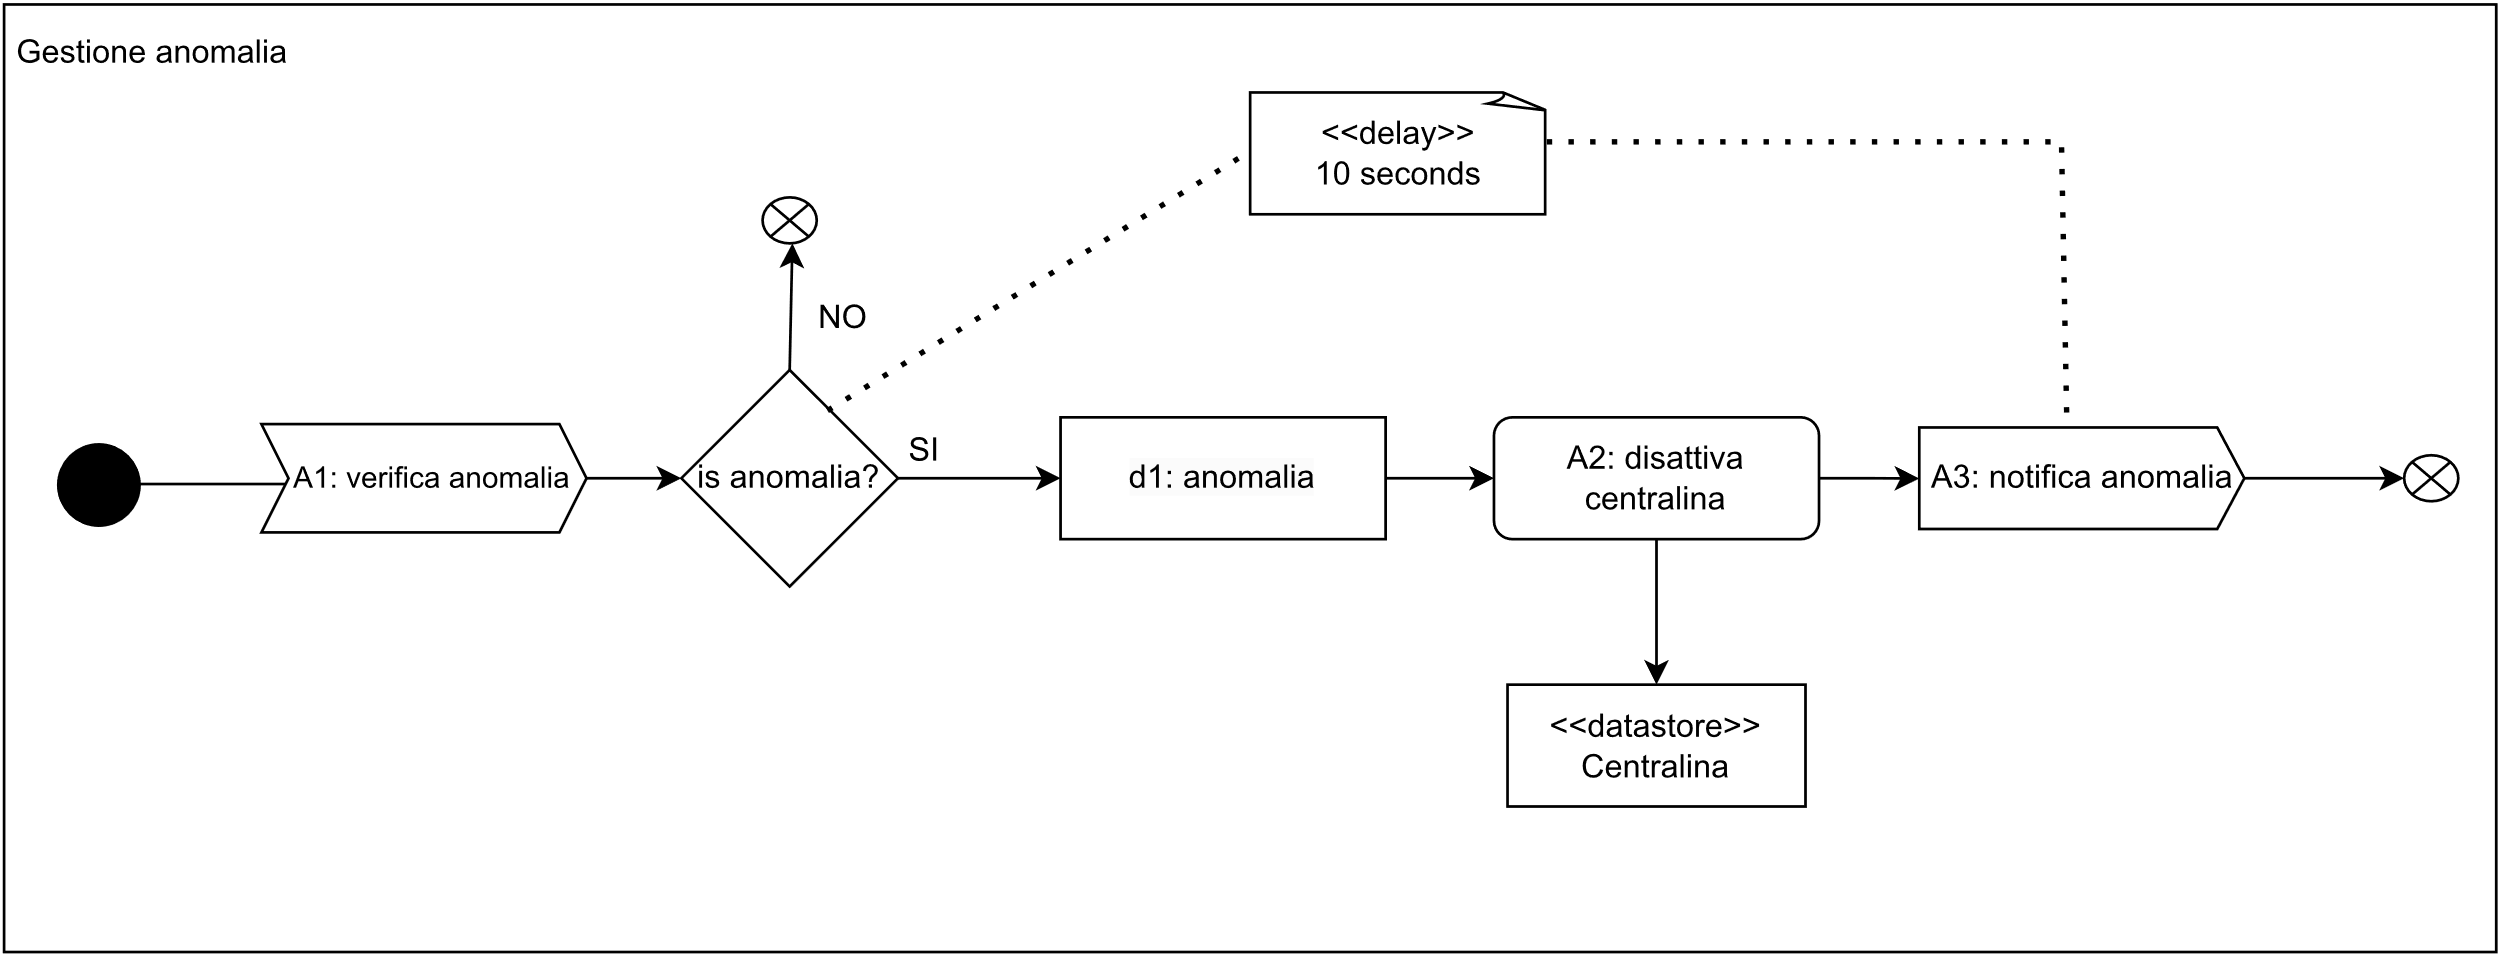 Gestione anomalia
<<delay>>
10 seconds
NO
SI
A1: verifica anomalia
is anomalia?
d1: anomalia
A2: disattiva
centralina
A3: notifica anomalia
<<datastore>>
Centralina